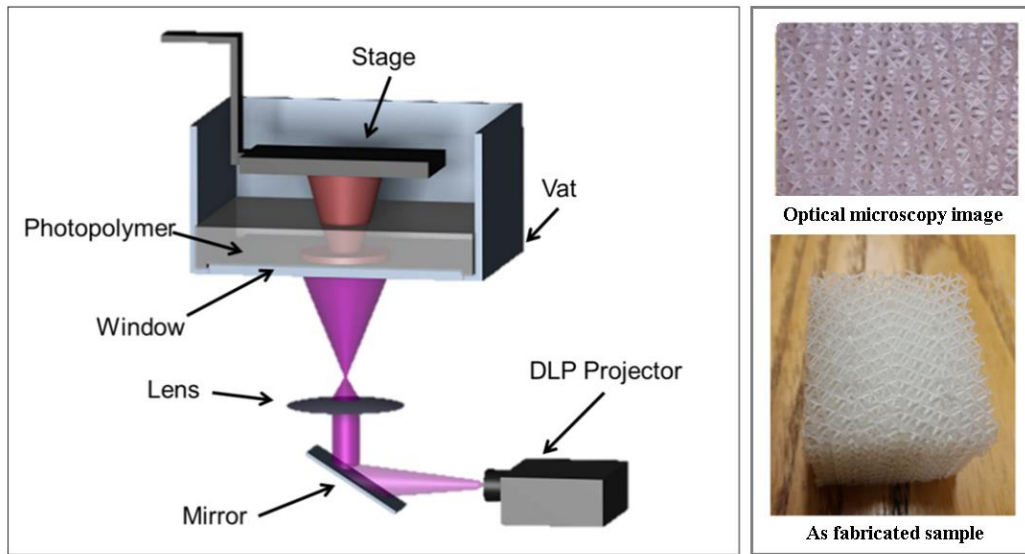 Stage
Vat
Photopolymer
Window
Lens
DLP Projector
Mirror
Optical microscopy image
As fabricated sample